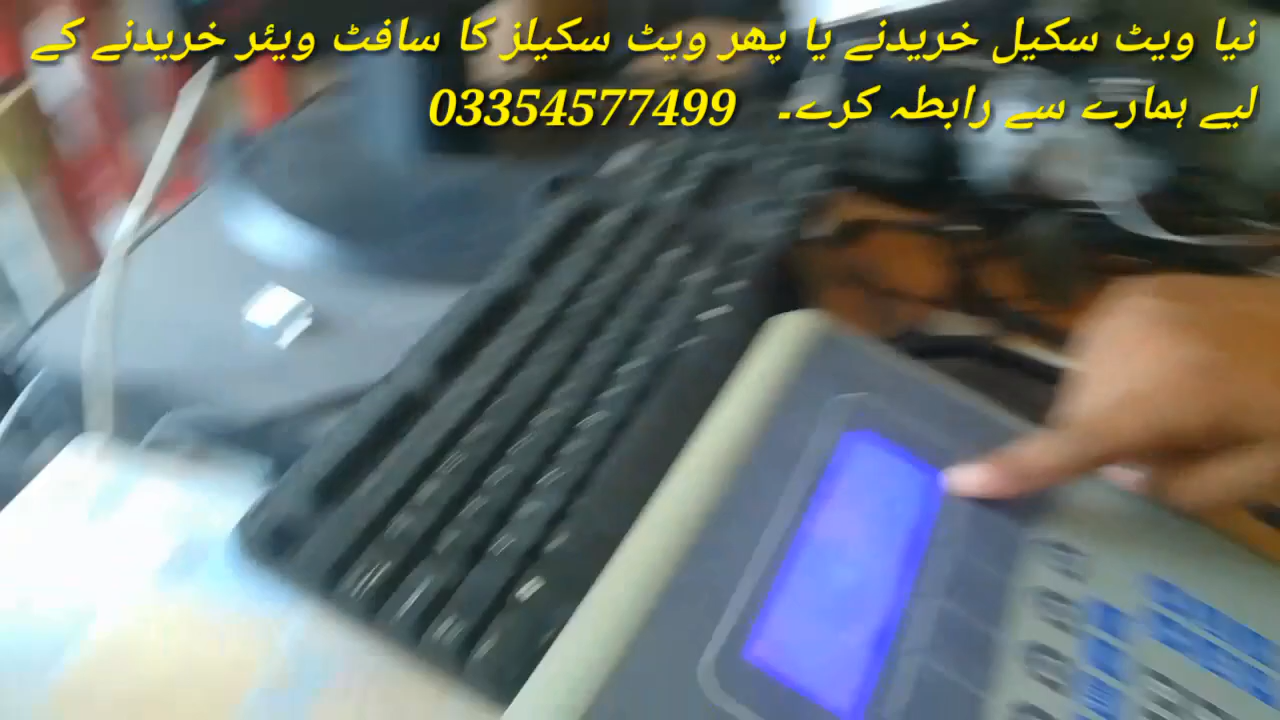 نیا ویٹ سکیل خریدنے یا پھر ویٹ سکیلز کا سافٹ ویئر خریدنے کے
لیے ہمارے سے رابطہ کرے۔ 03354577499